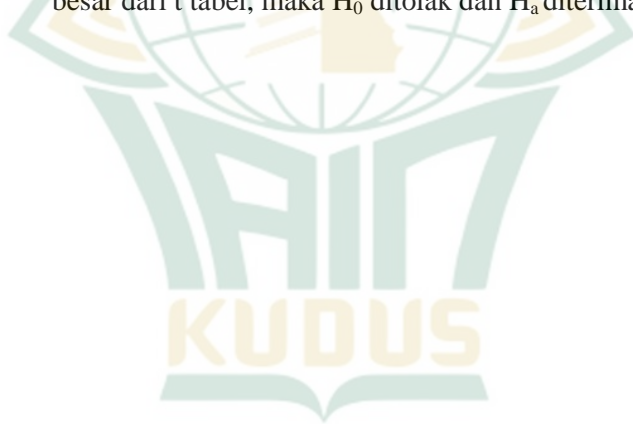 besar dari t tabel, maka H₀ ditolak dan Hₐ diterima
IAIN
KUDUS